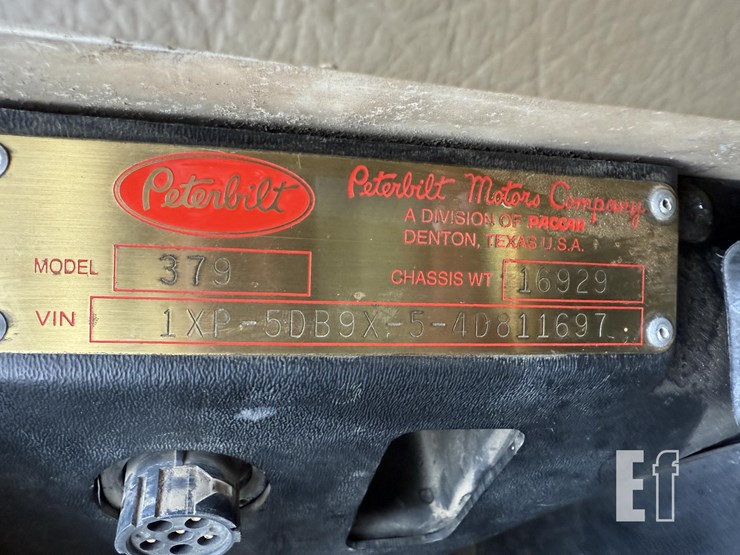 Peterbilt
Peterbilt Motors Company
A DIVISION OF PACCAR
DENTON, TEXAS U.S.A.
MODEL 379
CHASSIS WT 16929
VIN 1XP-5DB9X-5-4D811697
Ef